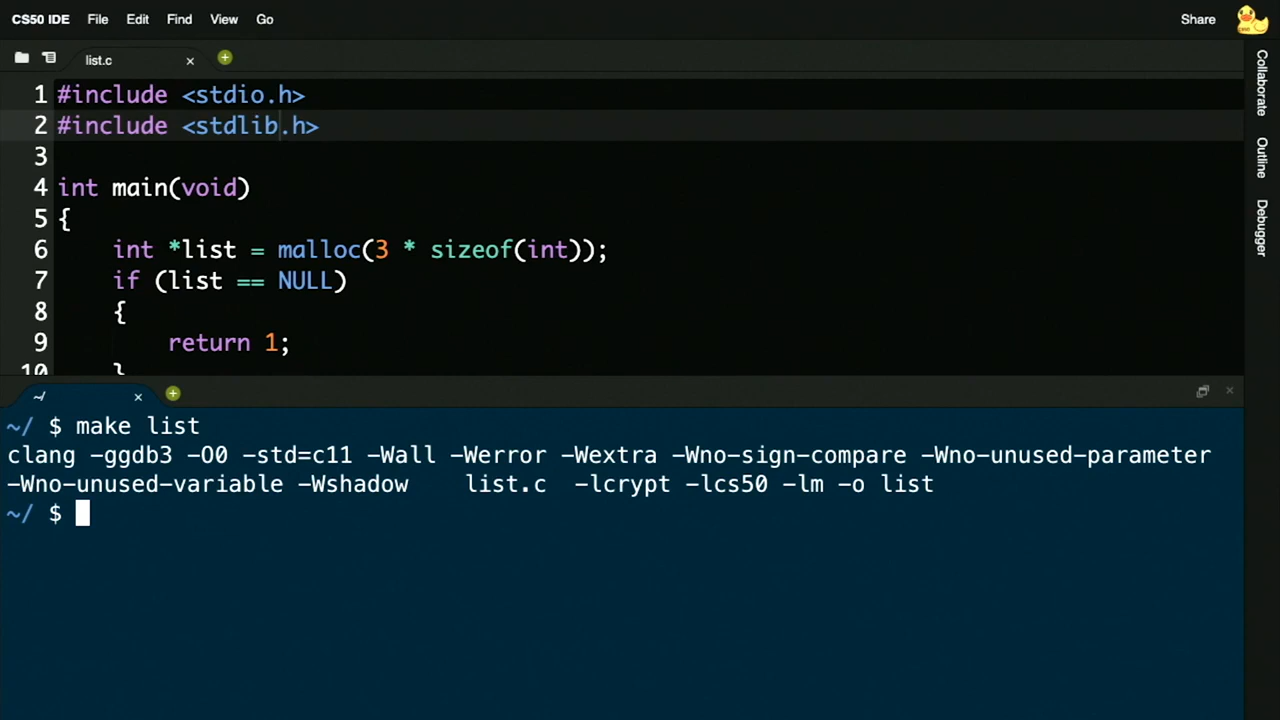 CS50 IDE File Edit Find View Go Share
list.c
1 #include <stdio.h>
2 #include <stdlib.h>
3
4 int main(void)
5 {
6 int *list = malloc(3 * sizeof(int));
7 if (list == NULL)
8 {
9 return 1;
10 }
~/
~/ $ make list
clang -ggdb3 -O0 -std=c11 -Wall -Werror -Wextra -Wno-sign-compare -Wno-unused-parameter
-Wno-unused-variable -Wshadow list.c -lcrypt -lcs50 -lm -o list
~/ $
Collaborate
Outline
Debugger